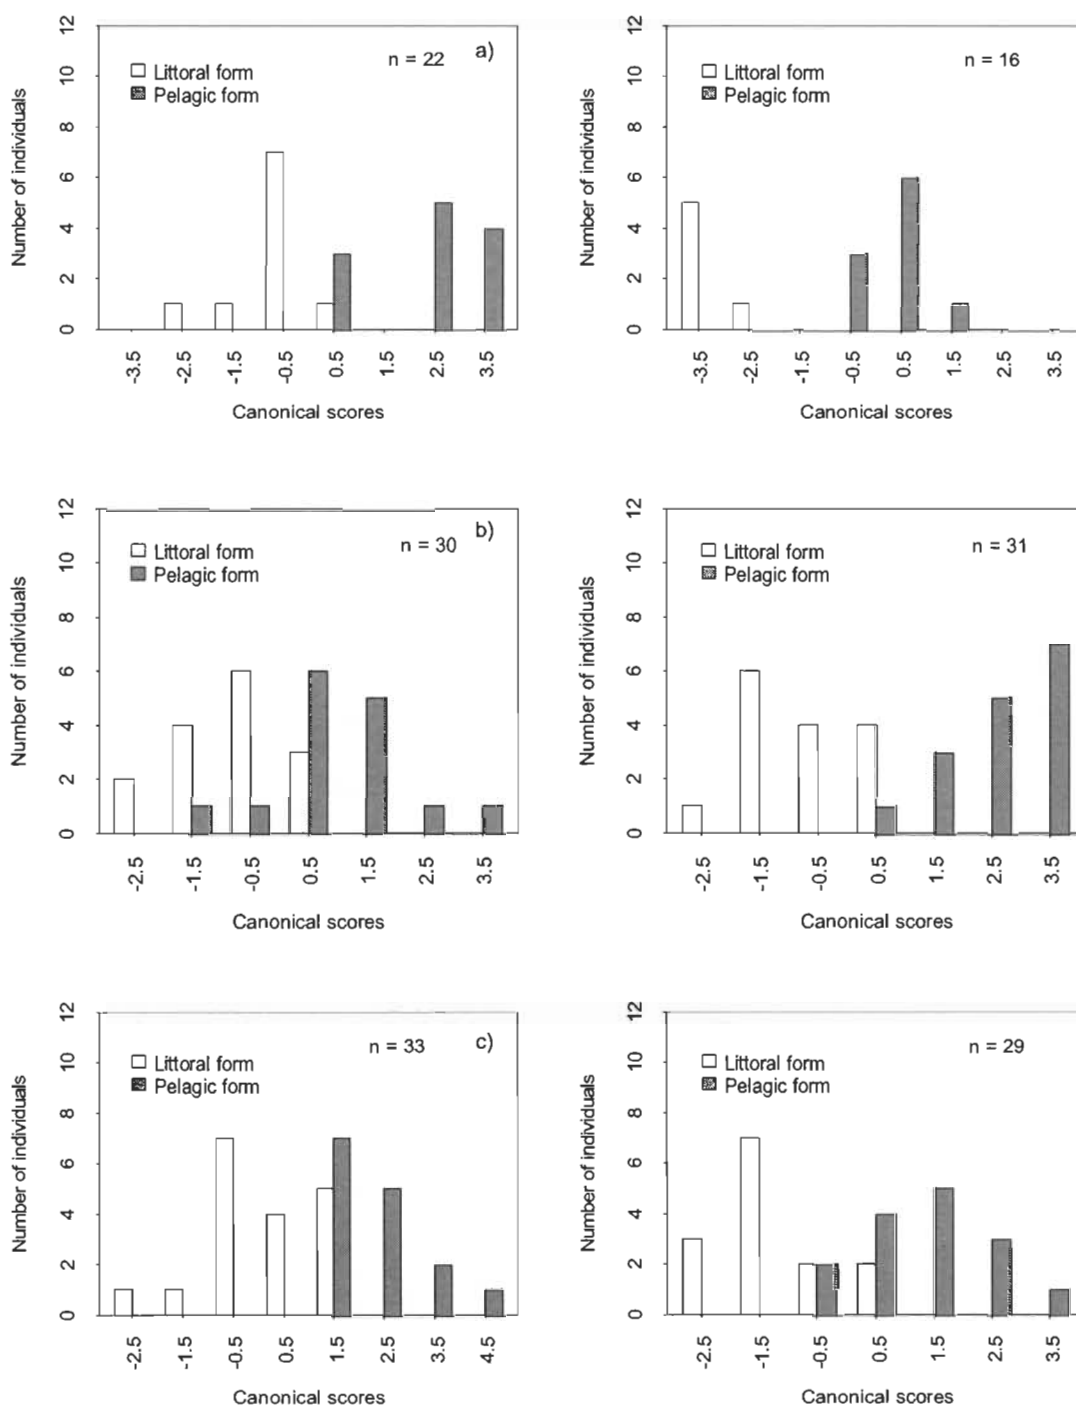 12
10
8
6
4
2
0
Number of individuals
a)
n = 22
Littoral form
Pelagic form
-3.5 -2.5 -1.5 -0.5 0.5 1.5 2.5 3.5
Canonical scores
12
10
8
6
4
2
0
Number of individuals
n = 16
Littoral form
Pelagic form
-3.5 -2.5 -1.5 -0.5 0.5 1.5 2.5 3.5
Canonical scores
12
10
8
6
4
2
0
Number of individuals
b)
n = 30
Littoral form
Pelagic form
-2.5 -1.5 -0.5 0.5 1.5 2.5 3.5
Canonical scores
12
10
8
6
4
2
0
Number of individuals
n = 31
Littoral form
Pelagic form
-2.5 -1.5 -0.5 0.5 1.5 2.5 3.5
Canonical scores
12
10
8
6
4
2
0
Number of individuals
n = 33
c)
Littoral form
Pelagic form
-2.5 -1.5 -0.5 0.5 1.5 2.5 3.5 4.5
Canonical scores
12
10
8
6
4
2
0
Number of individuals
n = 29
Littoral form
Pelagic form
-2.5 -1.5 -0.5 0.5 1.5 2.5 3.5
Canonical scores